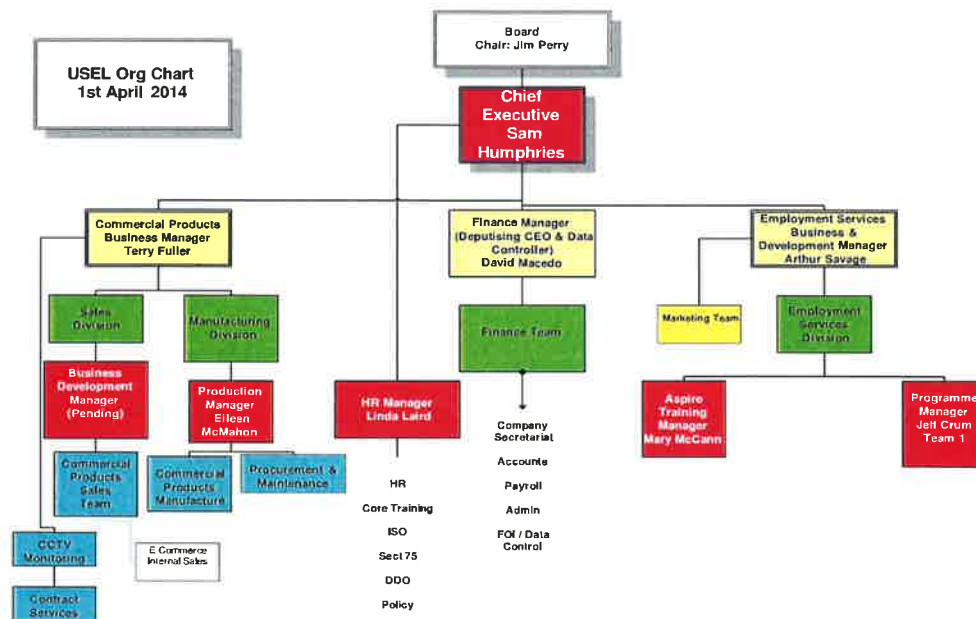 USEL Org Chart
1st April 2014
Board
Chair: Jim Perry
Chief
Executive
Sam
Humphries
Commercial Products
Business Manager
Terry Fuller
Finance Manager
(Deputising CEO & Data
Controller)
David Macedo
Employment Services
Business &
Development Manager
Arthur Savage
Sales
Division
Manufacturing
Division
Finance Team
Marketing Team
Employment
Services
Division
Business
Development
Manager
(Pending)
Production
Manager
Eileen
McMahon
HR Manager
Linda Laird
Aspire
Training
Manager
Mary McCann
Programme
Manager
Jeff Crum
Team 1
Commercial
Products
Sales
Team
Commercial
Products
Manufacture
Procurement &
Maintenance
Company
Secretarial
Accounts
Payroll
Admin
FOI / Data
Control
HR
Core Training
ISO
Sect 75
DDO
Policy
CCTV
Monitoring
E Commerce
Internal Sales
Contract
Services